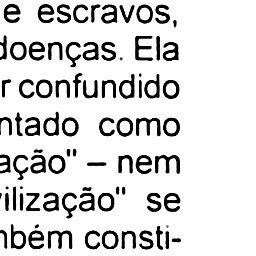 e escravos,
doenças. Ela
r confundido
ntado como
ação" – nem
vilização" se
mbém consti-